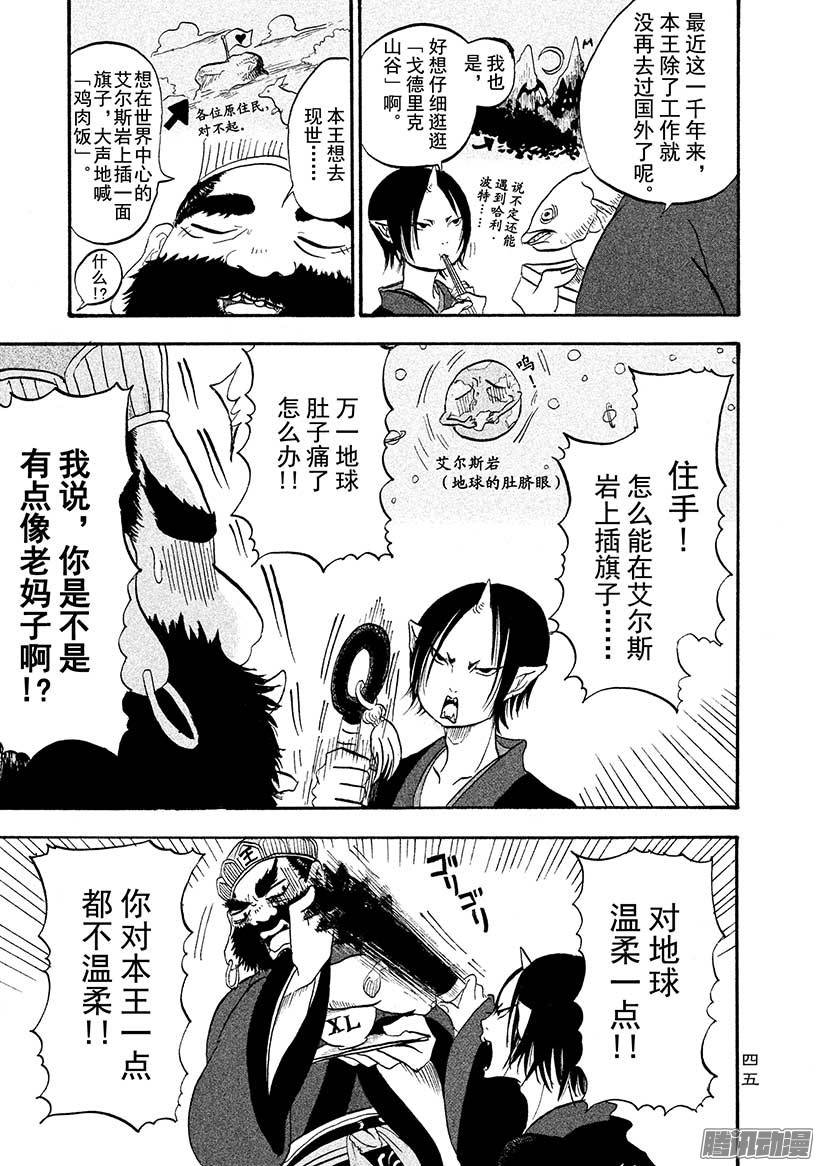 最近这一千年来，
本王除了工作就
没再去过国外了呢。
我也
是，
好想仔细逛逛
「戈德里克
山谷」啊。
说不定还能
遇到哈利·
波特……
本王想去
现世……
各位原住民，
对不起。
想在世界中心的
艾尔斯岩上插一面
旗子，大声地喊
「鸡肉饭」。
什么!?
住手！
怎么能在艾尔斯
岩上插旗子……
呜！
艾尔斯岩
（地球的肚脐眼）
万一地球
肚子痛了
怎么办!!
我说，你是不是
有点像老妈子啊!?
对地球
温柔一点!!
ゴリゴリ
王
XL
你对本王一点
都不温柔!!
四五
腾讯动漫